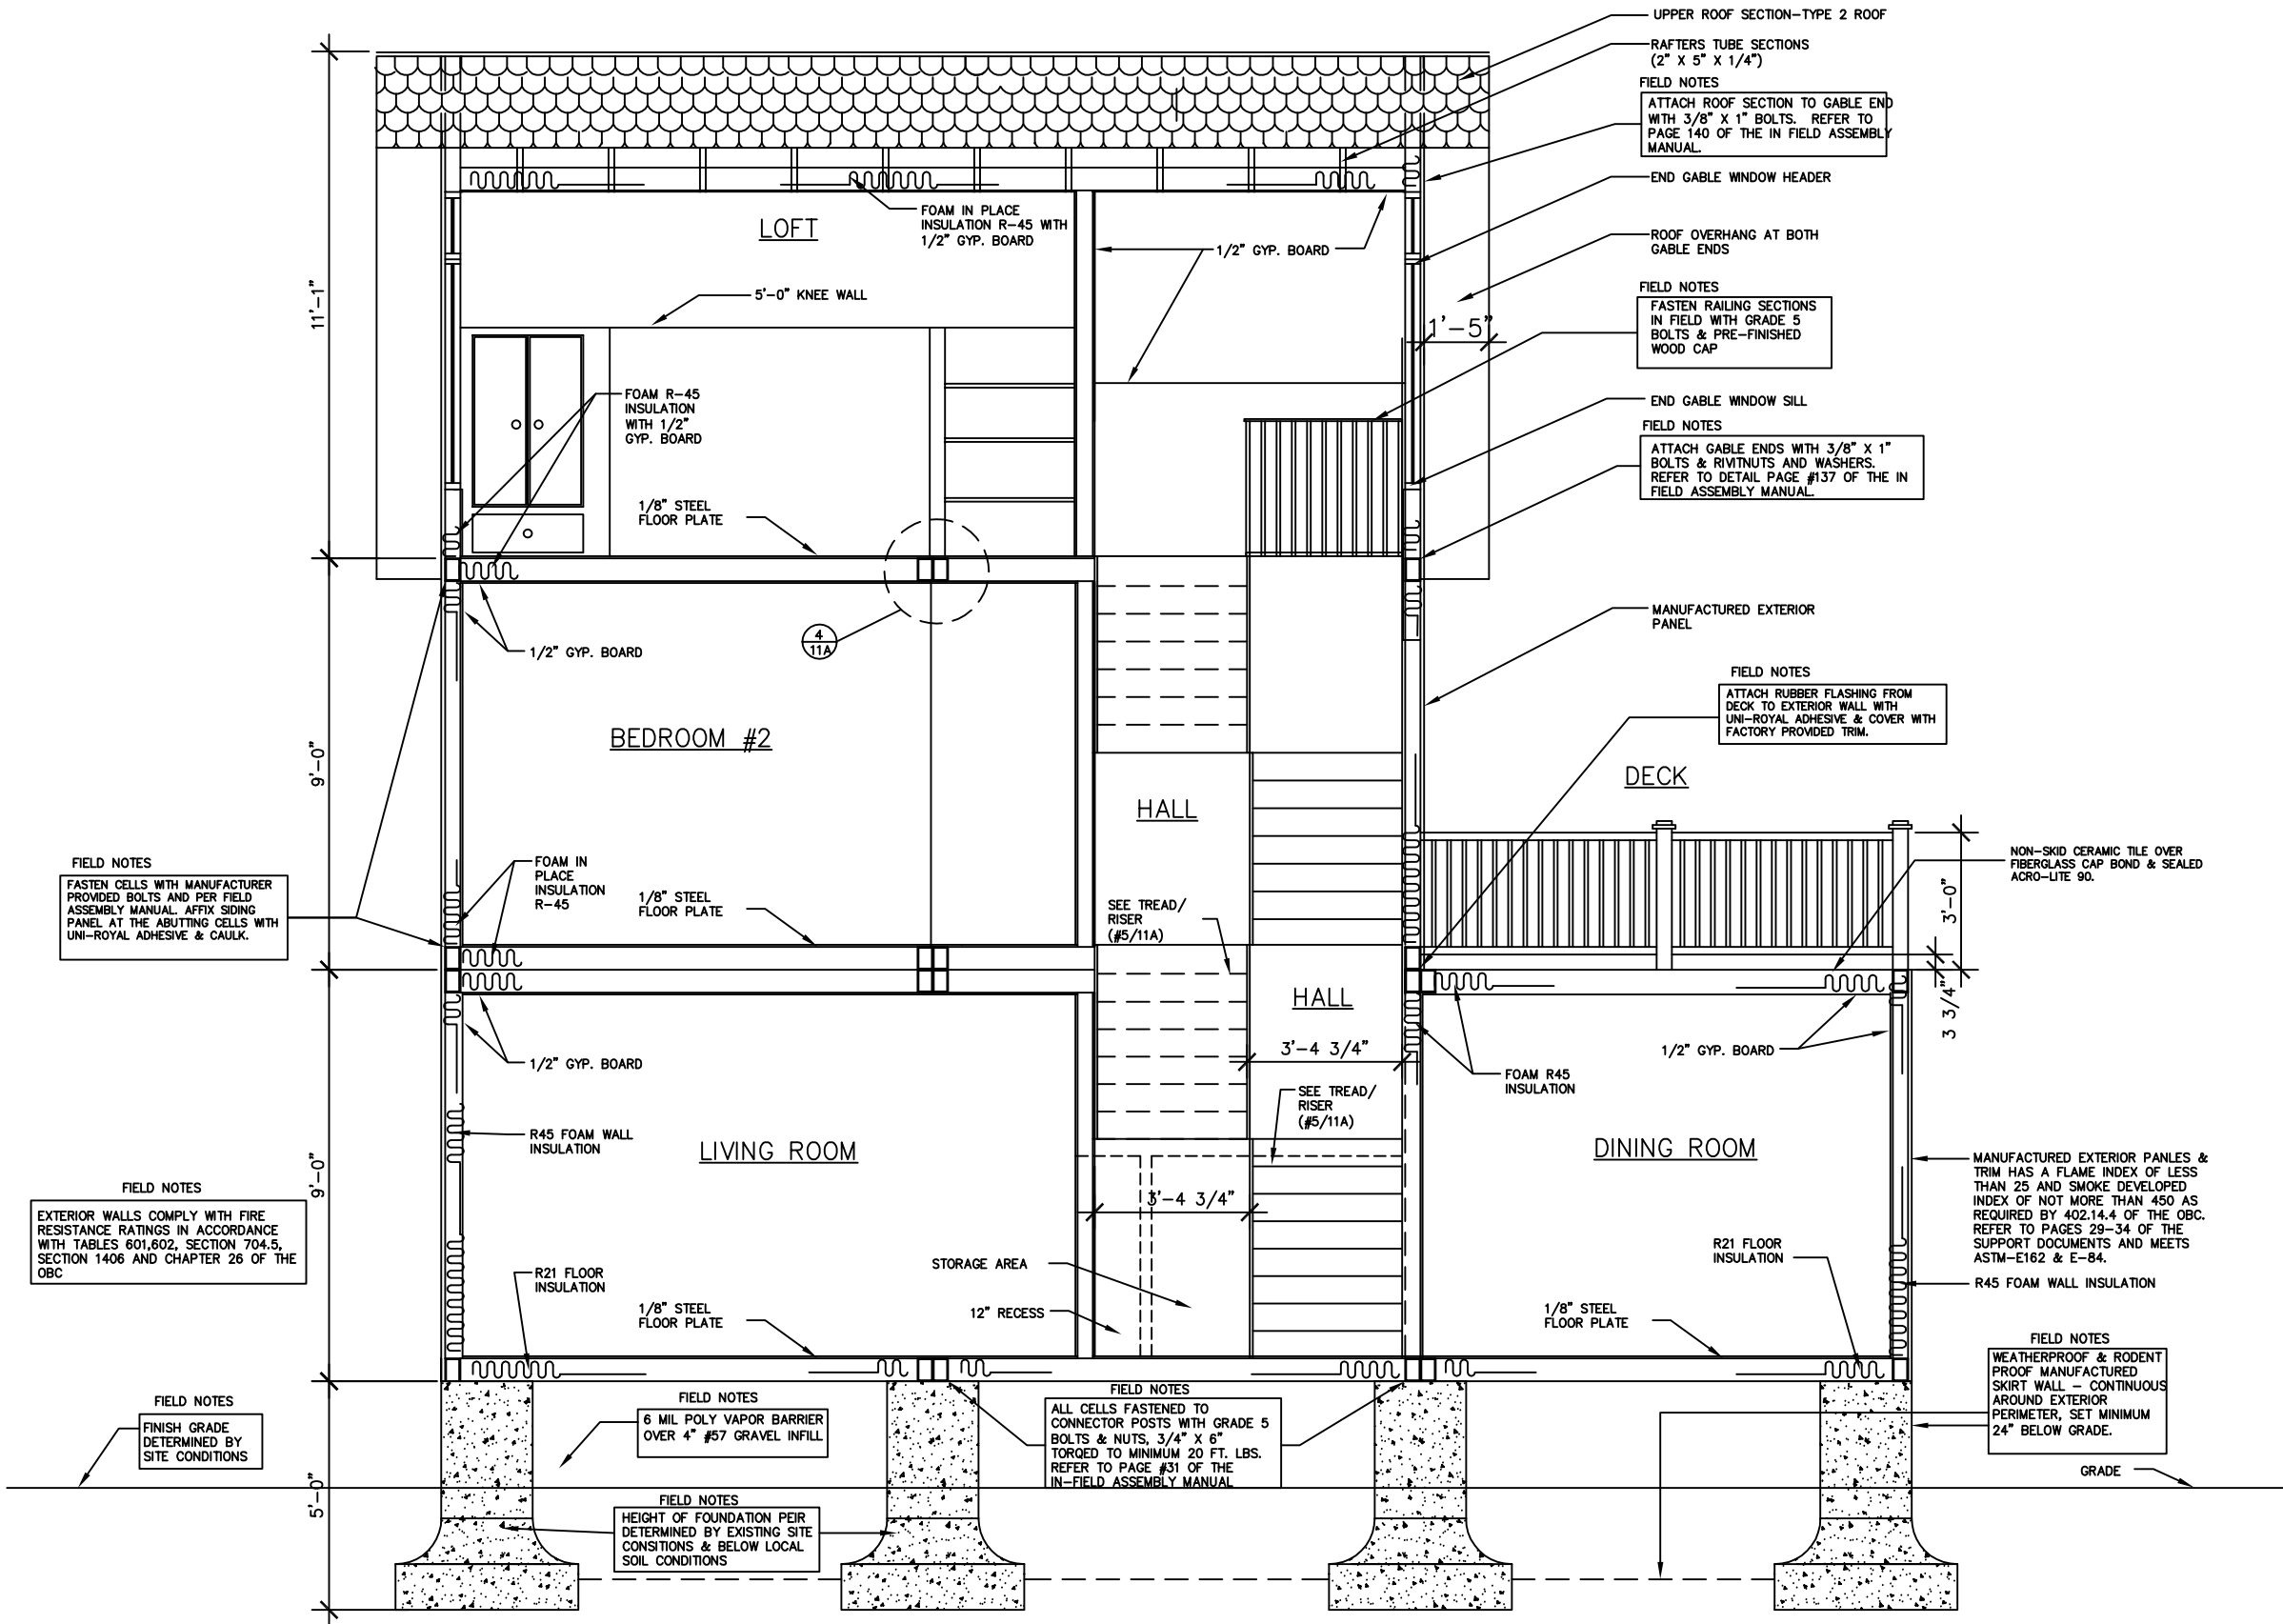 UPPER ROOF SECTION-TYPE 2 ROOF
RAFTERS TUBE SECTIONS
(2" X 5" X 1/4")
FIELD NOTES
ATTACH ROOF SECTION TO GABLE END
WITH 3/8" X 1" BOLTS. REFER TO
PAGE 140 OF THE IN FIELD ASSEMBLY
MANUAL.
END GABLE WINDOW HEADER
ROOF OVERHANG AT BOTH
GABLE ENDS
FIELD NOTES
FASTEN RAILING SECTIONS
IN FIELD WITH GRADE 5
BOLTS & PRE-FINISHED
WOOD CAP
1'-5"
END GABLE WINDOW SILL
FIELD NOTES
ATTACH GABLE ENDS WITH 3/8" X 1"
BOLTS & RIVITNUTS AND WASHERS.
REFER TO DETAIL PAGE #137 OF THE IN
FIELD ASSEMBLY MANUAL.
LOFT
FOAM IN PLACE
INSULATION R-45 WITH
1/2" GYP. BOARD
1/2" GYP. BOARD
5'-0" KNEE WALL
11'-1"
FOAM R-45
INSULATION
WITH 1/2"
GYP. BOARD
1/8" STEEL
FLOOR PLATE
MANUFACTURED EXTERIOR
PANEL
4
11A
1/2" GYP. BOARD
FIELD NOTES
ATTACH RUBBER FLASHING FROM
DECK TO EXTERIOR WALL WITH
UNI-ROYAL ADHESIVE & COVER WITH
FACTORY PROVIDED TRIM.
BEDROOM #2
9'-0"
DECK
HALL
FIELD NOTES
FASTEN CELLS WITH MANUFACTURER
PROVIDED BOLTS AND PER FIELD
ASSEMBLY MANUAL. AFFIX SIDING
PANEL AT THE ABUTTING CELLS WITH
UNI-ROYAL ADHESIVE & CAULK.
FOAM IN
PLACE
INSULATION
R-45
1/8" STEEL
FLOOR PLATE
SEE TREAD/
RISER
(#5/11A)
NON-SKID CERAMIC TILE OVER
FIBERGLASS CAP BOND & SEALED
ACRO-LITE 90.
3'-0"
3 3/4"
HALL
3'-4 3/4"
1/2" GYP. BOARD
1/2" GYP. BOARD
FOAM R45
INSULATION
SEE TREAD/
RISER
(#5/11A)
R45 FOAM WALL
INSULATION
LIVING ROOM
DINING ROOM
9'-0"
3'-4 3/4"
MANUFACTURED EXTERIOR PANLES &
TRIM HAS A FLAME INDEX OF LESS
THAN 25 AND SMOKE DEVELOPED
INDEX OF NOT MORE THAN 450 AS
REQUIRED BY 402.14.4 OF THE OBC.
REFER TO PAGES 29-34 OF THE
SUPPORT DOCUMENTS AND MEETS
ASTM-E162 & E-84.
FIELD NOTES
EXTERIOR WALLS COMPLY WITH FIRE
RESISTANCE RATINGS IN ACCORDANCE
WITH TABLES 601,602, SECTION 704.5,
SECTION 1406 AND CHAPTER 26 OF THE
OBC
R21 FLOOR
INSULATION
STORAGE AREA
R21 FLOOR
INSULATION
R45 FOAM WALL INSULATION
1/8" STEEL
FLOOR PLATE
12" RECESS
1/8" STEEL
FLOOR PLATE
FIELD NOTES
WEATHERPROOF & RODENT
PROOF MANUFACTURED
SKIRT WALL - CONTINUOUS
AROUND EXTERIOR
PERIMETER, SET MINIMUM
24" BELOW GRADE.
FIELD NOTES
FINISH GRADE
DETERMINED BY
SITE CONDITIONS
FIELD NOTES
6 MIL POLY VAPOR BARRIER
OVER 4" #57 GRAVEL INFILL
FIELD NOTES
ALL CELLS FASTENED TO
CONNECTOR POSTS WITH GRADE 5
BOLTS & NUTS, 3/4" X 6"
TORQED TO MINIMUM 20 FT. LBS.
REFER TO PAGE #31 OF THE
IN-FIELD ASSEMBLY MANUAL
GRADE
5'-0"
FIELD NOTES
HEIGHT OF FOUNDATION PEIR
DETERMINED BY EXISTING SITE
CONSITIONS & BELOW LOCAL
SOIL CONDITIONS